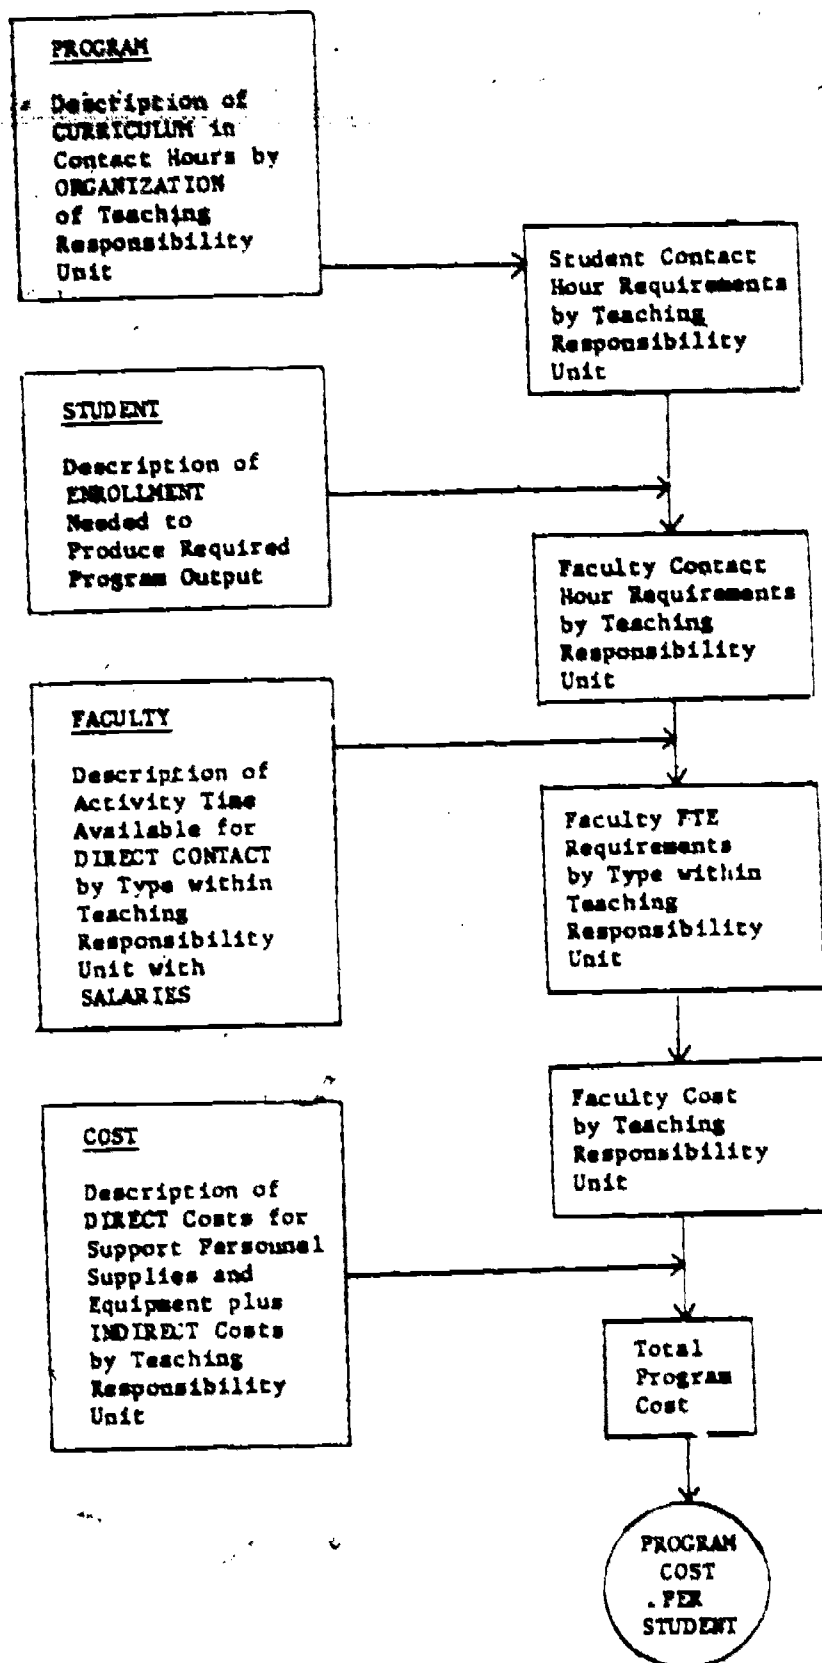 PROGRAM
Description of
CURRICULUM in
Contact Hours by
ORGANIZATION
of Teaching
Responsibility
Unit
Student Contact
Hour Requirements
by Teaching
Responsibility
Unit
STUDENT
Description of
ENROLLMENT
Needed to
Produce Required
Program Output
Faculty Contact
Hour Requirements
by Teaching
Responsibility
Unit
FACULTY
Description of
Activity Time
Available for
DIRECT CONTACT
by Type within
Teaching
Responsibility
Unit with
SALARIES
Faculty FTE
Requirements
by Type within
Teaching
Responsibility
Unit
Faculty Cost
by Teaching
Responsibility
Unit
COST
Description of
DIRECT Costs for
Support Personnel
Supplies and
Equipment plus
INDIRECT Costs
by Teaching
Responsibility
Unit
Total
Program
Cost
PROGRAM
COST
PER
STUDENT